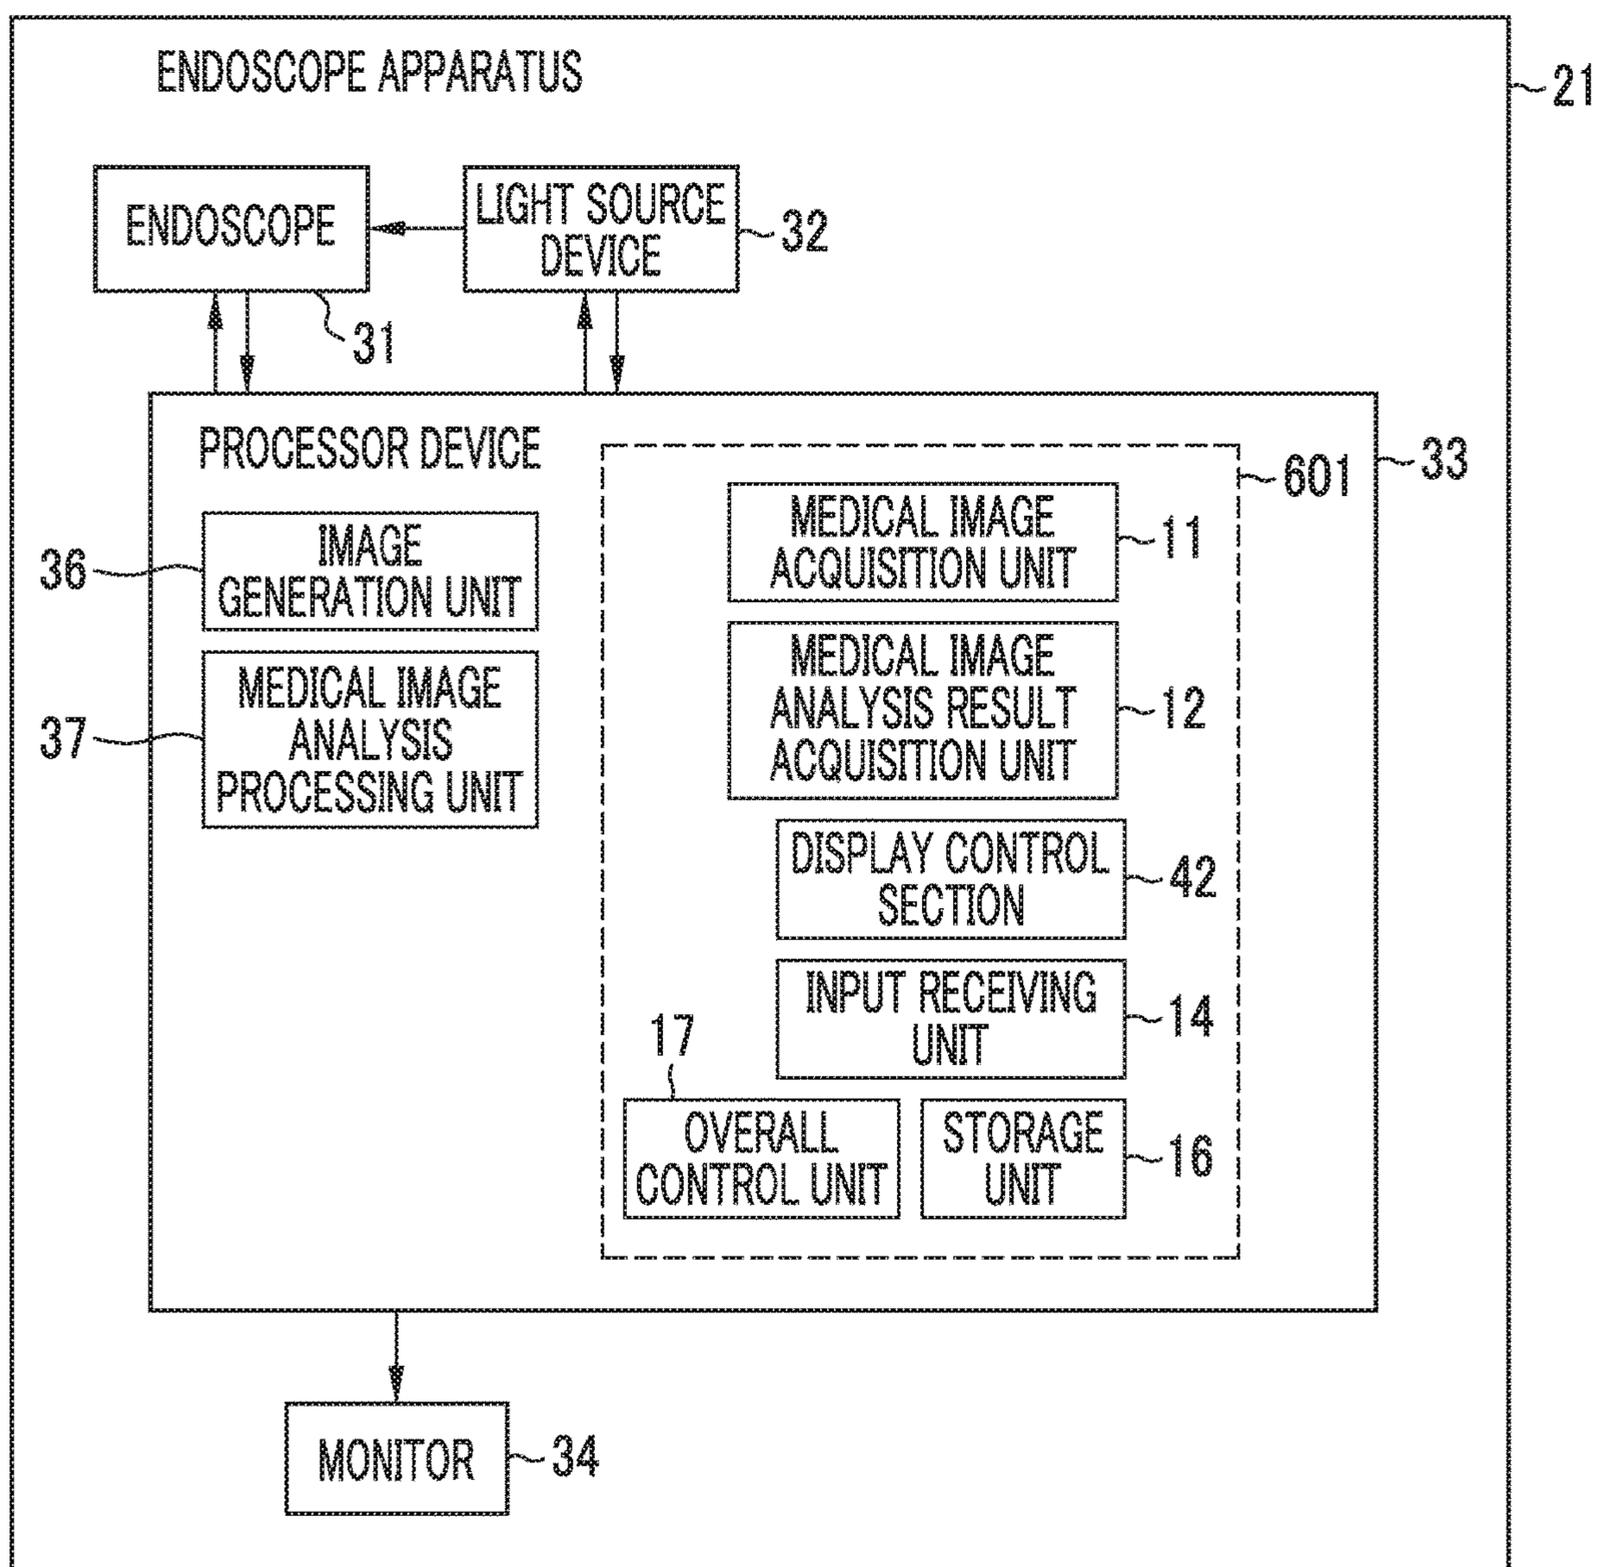 ENDOSCOPE APPARATUS
21
ENDOSCOPE
31
LIGHT SOURCE
DEVICE
32
PROCESSOR DEVICE
33
601
IMAGE
GENERATION UNIT
36
MEDICAL IMAGE
ANALYSIS
PROCESSING UNIT
37
MEDICAL IMAGE
ACQUISITION UNIT
11
MEDICAL IMAGE
ANALYSIS RESULT
ACQUISITION UNIT
12
DISPLAY CONTROL
SECTION
42
INPUT RECEIVING
UNIT
14
17
OVERALL
CONTROL UNIT
STORAGE
UNIT
16
MONITOR
34